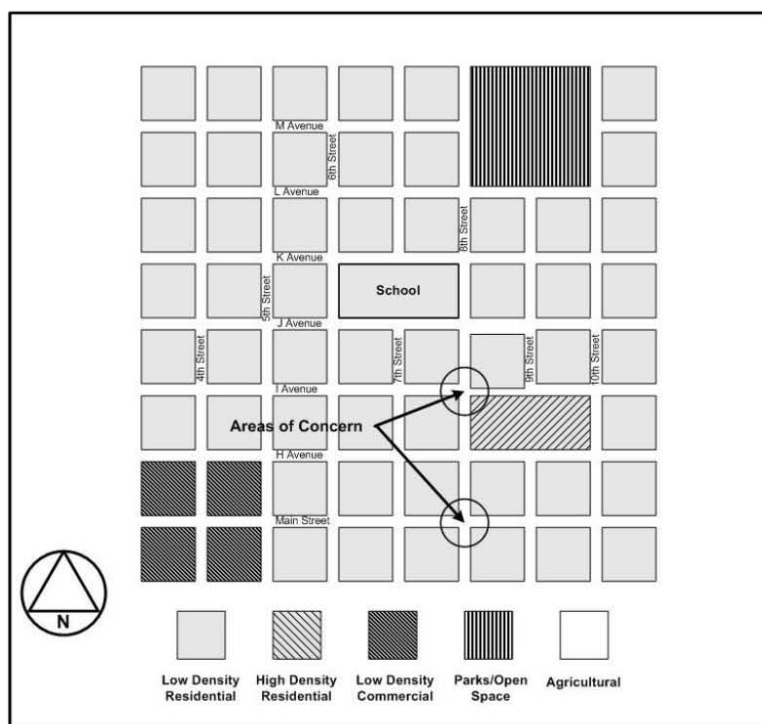 M Avenue
6th Street
L Avenue
8th Street
K Avenue
5th Street
School
J Avenue
4th Street
7th Street
9th Street
10th Street
I Avenue
Areas of Concern
H Avenue
Main Street
N
Low Density
Residential
High Density
Residential
Low Density
Commercial
Parks/Open
Space
Agricultural